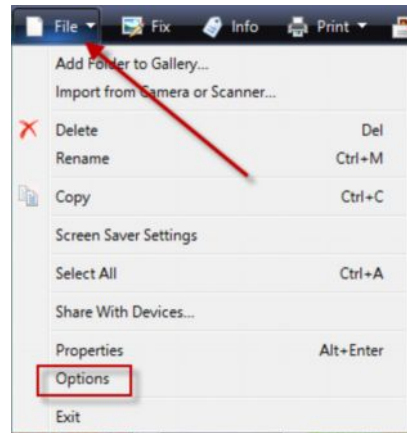 File Fix Info Print
Add Folder to Gallery...
Import from Camera or Scanner...
Delete Del
Rename Ctrl+M
Copy Ctrl+C
Screen Saver Settings
Select All Ctrl+A
Share With Devices...
Properties Alt+Enter
Options
Exit